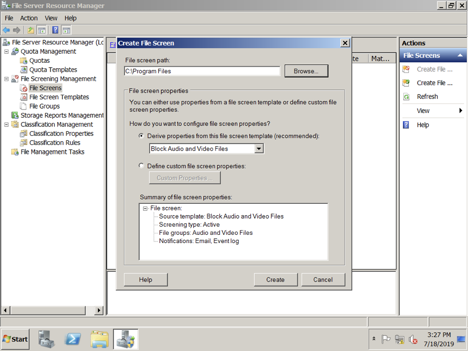 File Server Resource Manager
File Action View Help
File Server Resource Manager (Lo
Quota Management
Quotas
Quota Templates
File Screening Management
File Screens
File Screen Templates
File Groups
Storage Reports Management
Classification Management
Classification Properties
Classification Rules
File Management Tasks
Create File Screen
File screen path:
C:\Program Files
Browse...
File screen properties
You can either use properties from a file screen template or define custom file
screen properties.
How do you want to configure file screen properties?
Derive properties from this file screen template (recommended):
Block Audio and Video Files
Define custom file screen properties:
Custom Properties...
Summary of file screen properties:
File screen:
Source template: Block Audio and Video Files
Screening type: Active
File groups: Audio and Video Files
Notifications: Email, Event log
Help Create Cancel
te Mat...
Actions
File Screens
Create File ...
Create File ...
Refresh
View
Help
Start
3:27 PM
7/18/2019